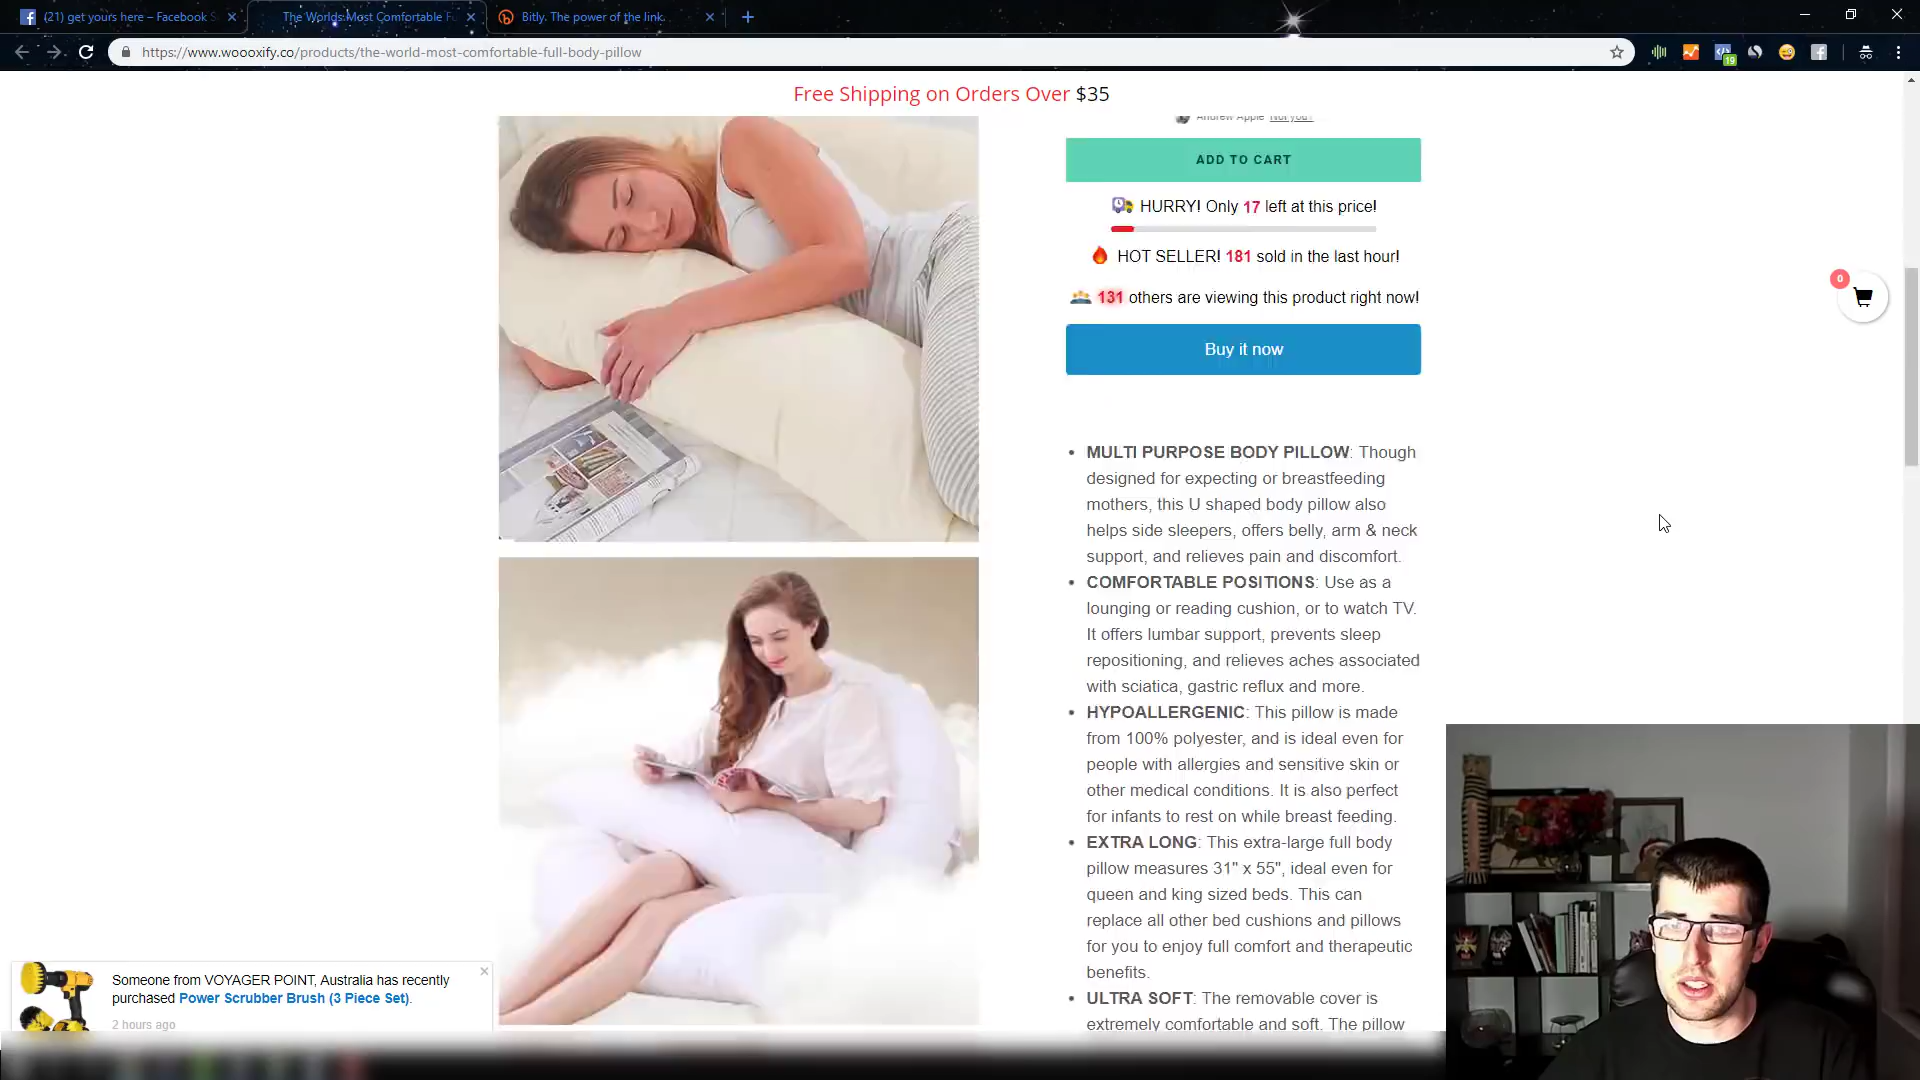 (21) get yours here – Facebook S
The Worlds Most Comfortable Fu
Bitly. The power of the link.
https://www.woooxify.co/products/the-world-most-comfortable-full-body-pillow
19
Free Shipping on Orders Over $35
Andrew Apple Not you?
ADD TO CART
HURRY! Only 17 left at this price!
HOT SELLER! 181 sold in the last hour!
131 others are viewing this product right now!
0
Buy it now
• MULTI PURPOSE BODY PILLOW: Though
designed for expecting or breastfeeding
mothers, this U shaped body pillow also
helps side sleepers, offers belly, arm & neck
support, and relieves pain and discomfort.
• COMFORTABLE POSITIONS: Use as a
lounging or reading cushion, or to watch TV.
It offers lumbar support, prevents sleep
repositioning, and relieves aches associated
with sciatica, gastric reflux and more.
• HYPOALLERGENIC: This pillow is made
from 100% polyester, and is ideal even for
people with allergies and sensitive skin or
other medical conditions. It is also perfect
for infants to rest on while breast feeding.
• EXTRA LONG: This extra-large full body
pillow measures 31" x 55", ideal even for
queen and king sized beds. This can
replace all other bed cushions and pillows
for you to enjoy full comfort and therapeutic
benefits.
• ULTRA SOFT: The removable cover is
extremely comfortable and soft. The pillow
Someone from VOYAGER POINT, Australia has recently
purchased Power Scrubber Brush (3 Piece Set).
2 hours ago